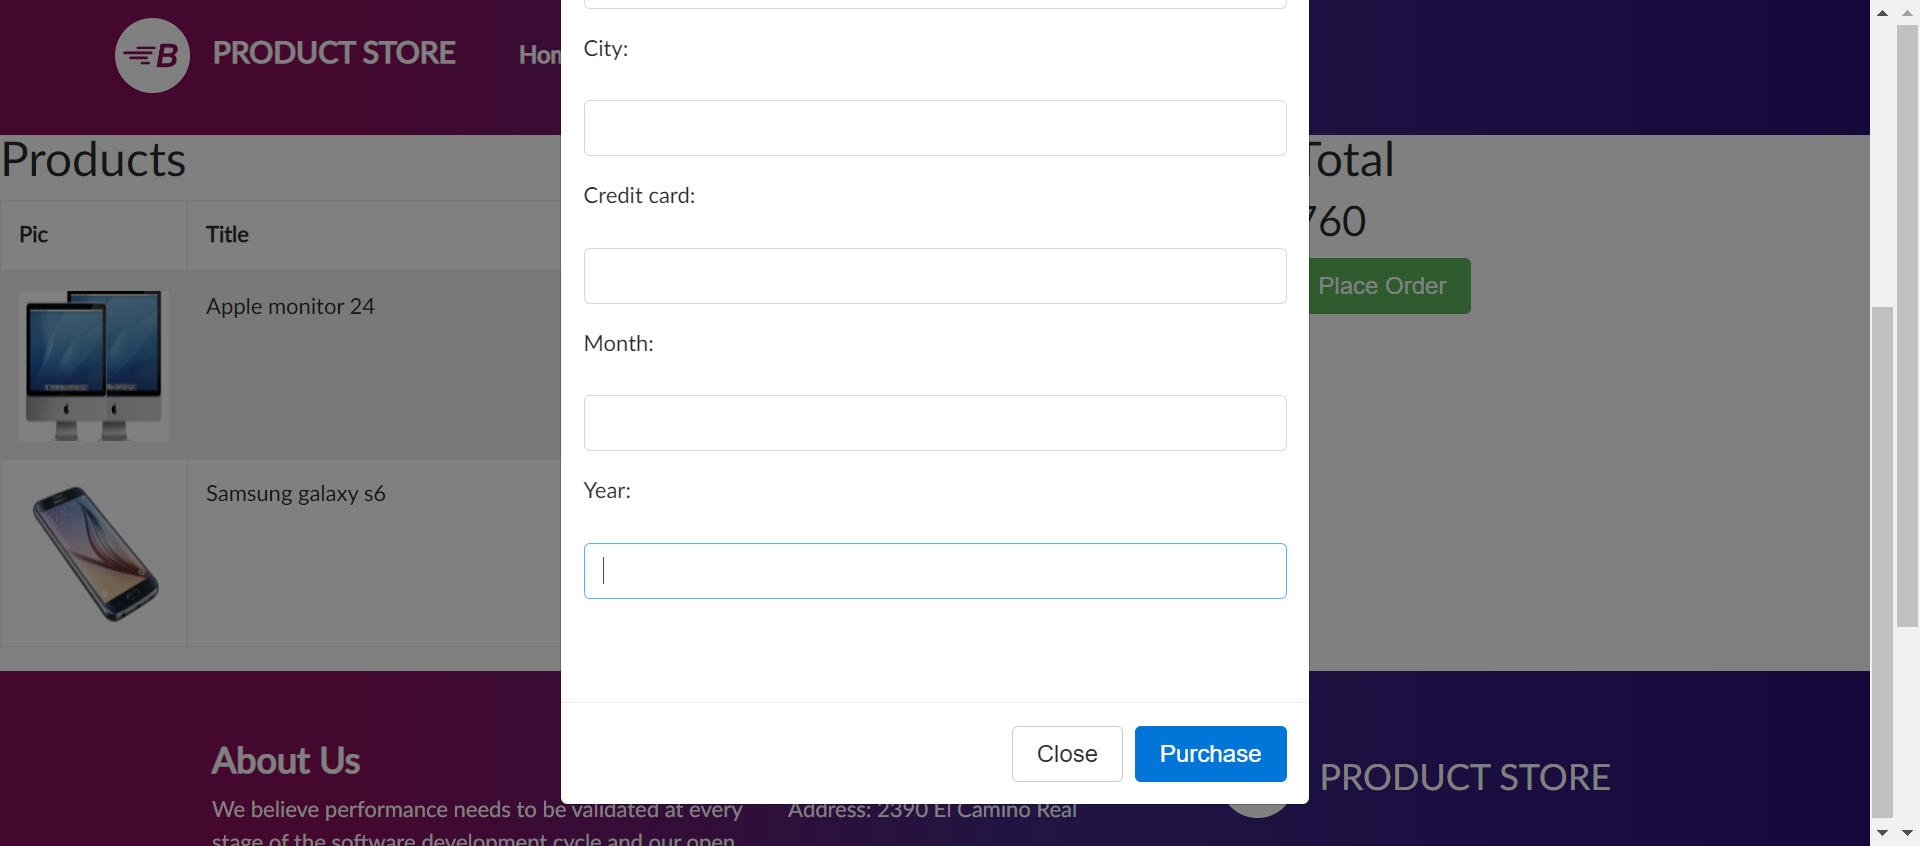 B PRODUCT STORE
City:
Credit card:
Month:
Year:
Close
Purchase
Products
Pic
Title
Apple monitor 24
Samsung galaxy s6
760
Place Order
About Us
We believe performance needs to be validated at every
stage of the software development cycle and our open
Address: 2390 El Camino Real
PRODUCT STORE